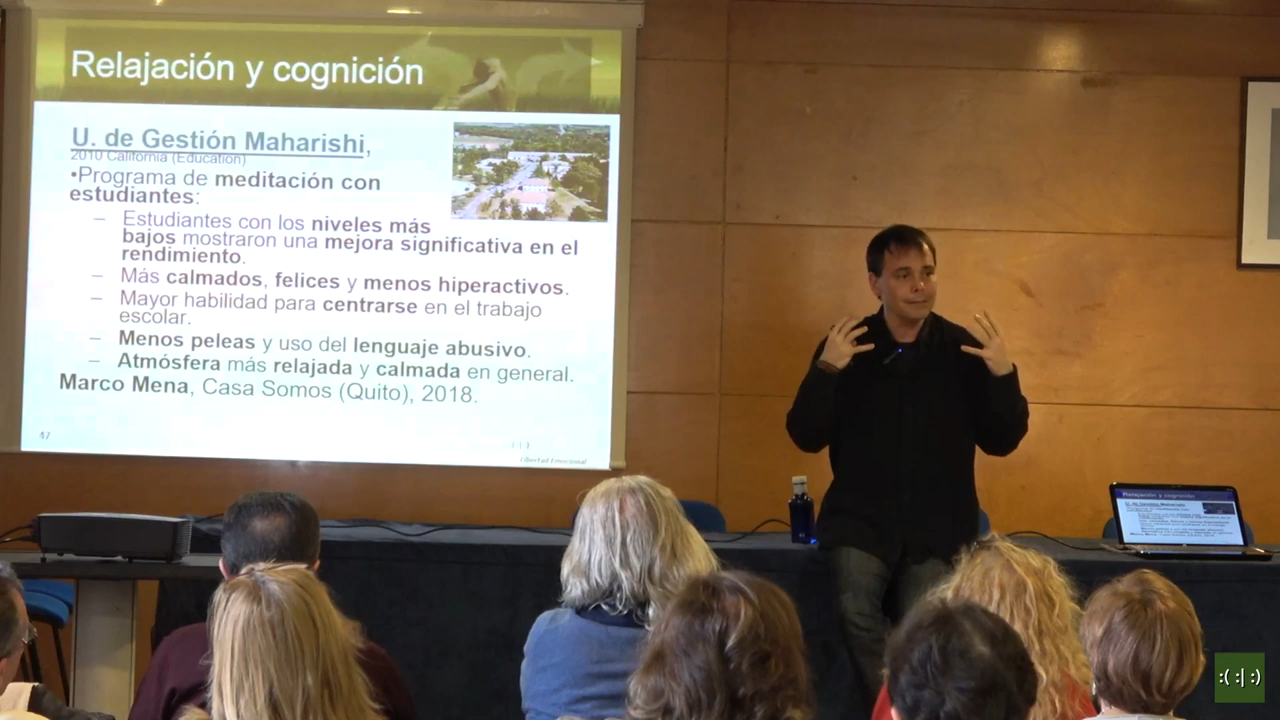 Relajación y cognición
U. de Gestión Maharishi,
2010 California (Education)
•Programa de meditación con
estudiantes:
– Estudiantes con los niveles más
bajos mostraron una mejora significativa en el
rendimiento.
– Más calmados, felices y menos hiperactivos.
– Mayor habilidad para centrarse en el trabajo
escolar.
– Menos peleas y uso del lenguaje abusivo.
– Atmósfera más relajada y calmada en general.
Marco Mena, Casa Somos (Quito), 2018.
47
Libertad Emocional
Relajación y cognición
:( :|:)